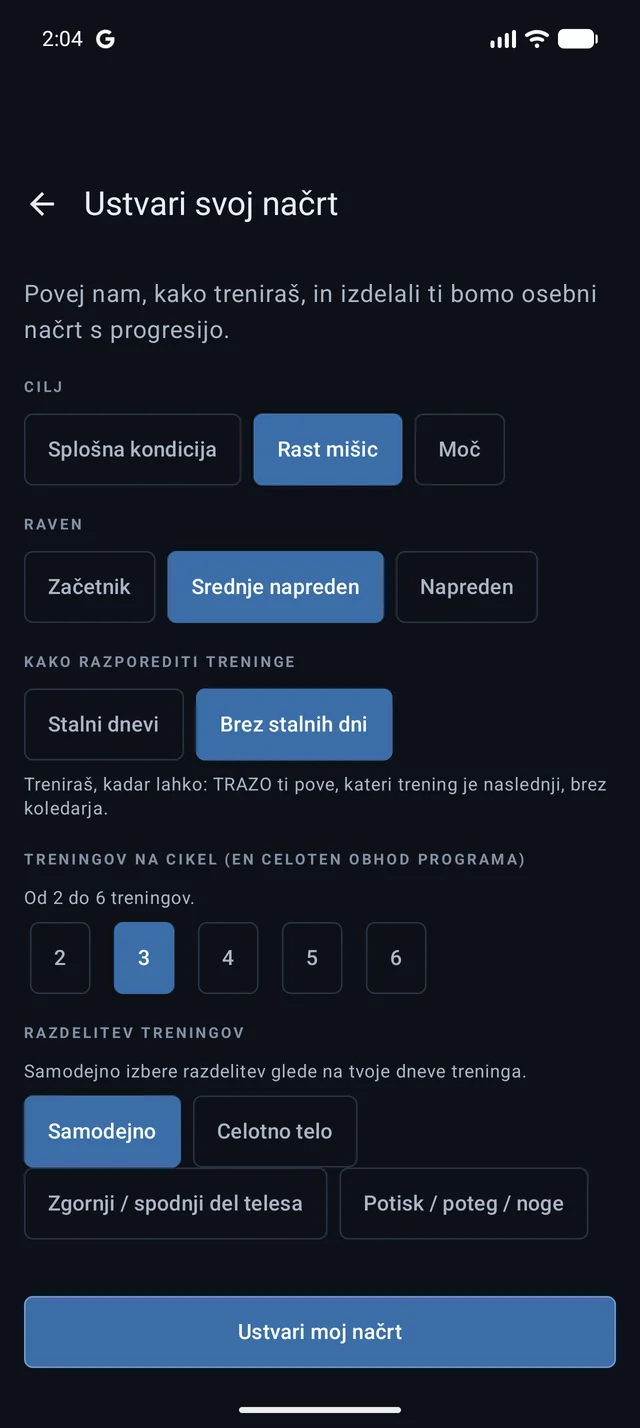 2:04 G
Ustvari svoj načrt
Povej nam, kako treniraš, in izdelali ti bomo osebni
načrt s progresijo.
CILJ
Splošna kondicija
Rast mišic
Moč
RAVEN
Začetnik
Srednje napreden
Napreden
KAKO RAZPOREDITI TRENINGE
Stalni dnevi
Brez stalnih dni
Treniraš, kadar lahko: TRAZO ti pove, kateri trening je naslednji, brez
koledarja.
TRENINGOV NA CIKEL (EN CELOTEN OBHOD PROGRAMA)
Od 2 do 6 treningov.
2
3
4
5
6
RAZDELITEV TRENINGOV
Samodejno izbere razdelitev glede na tvoje dneve treninga.
Samodejno
Celotno telo
Zgornji / spodnji del telesa
Potisk / poteg / noge
Ustvari moj načrt